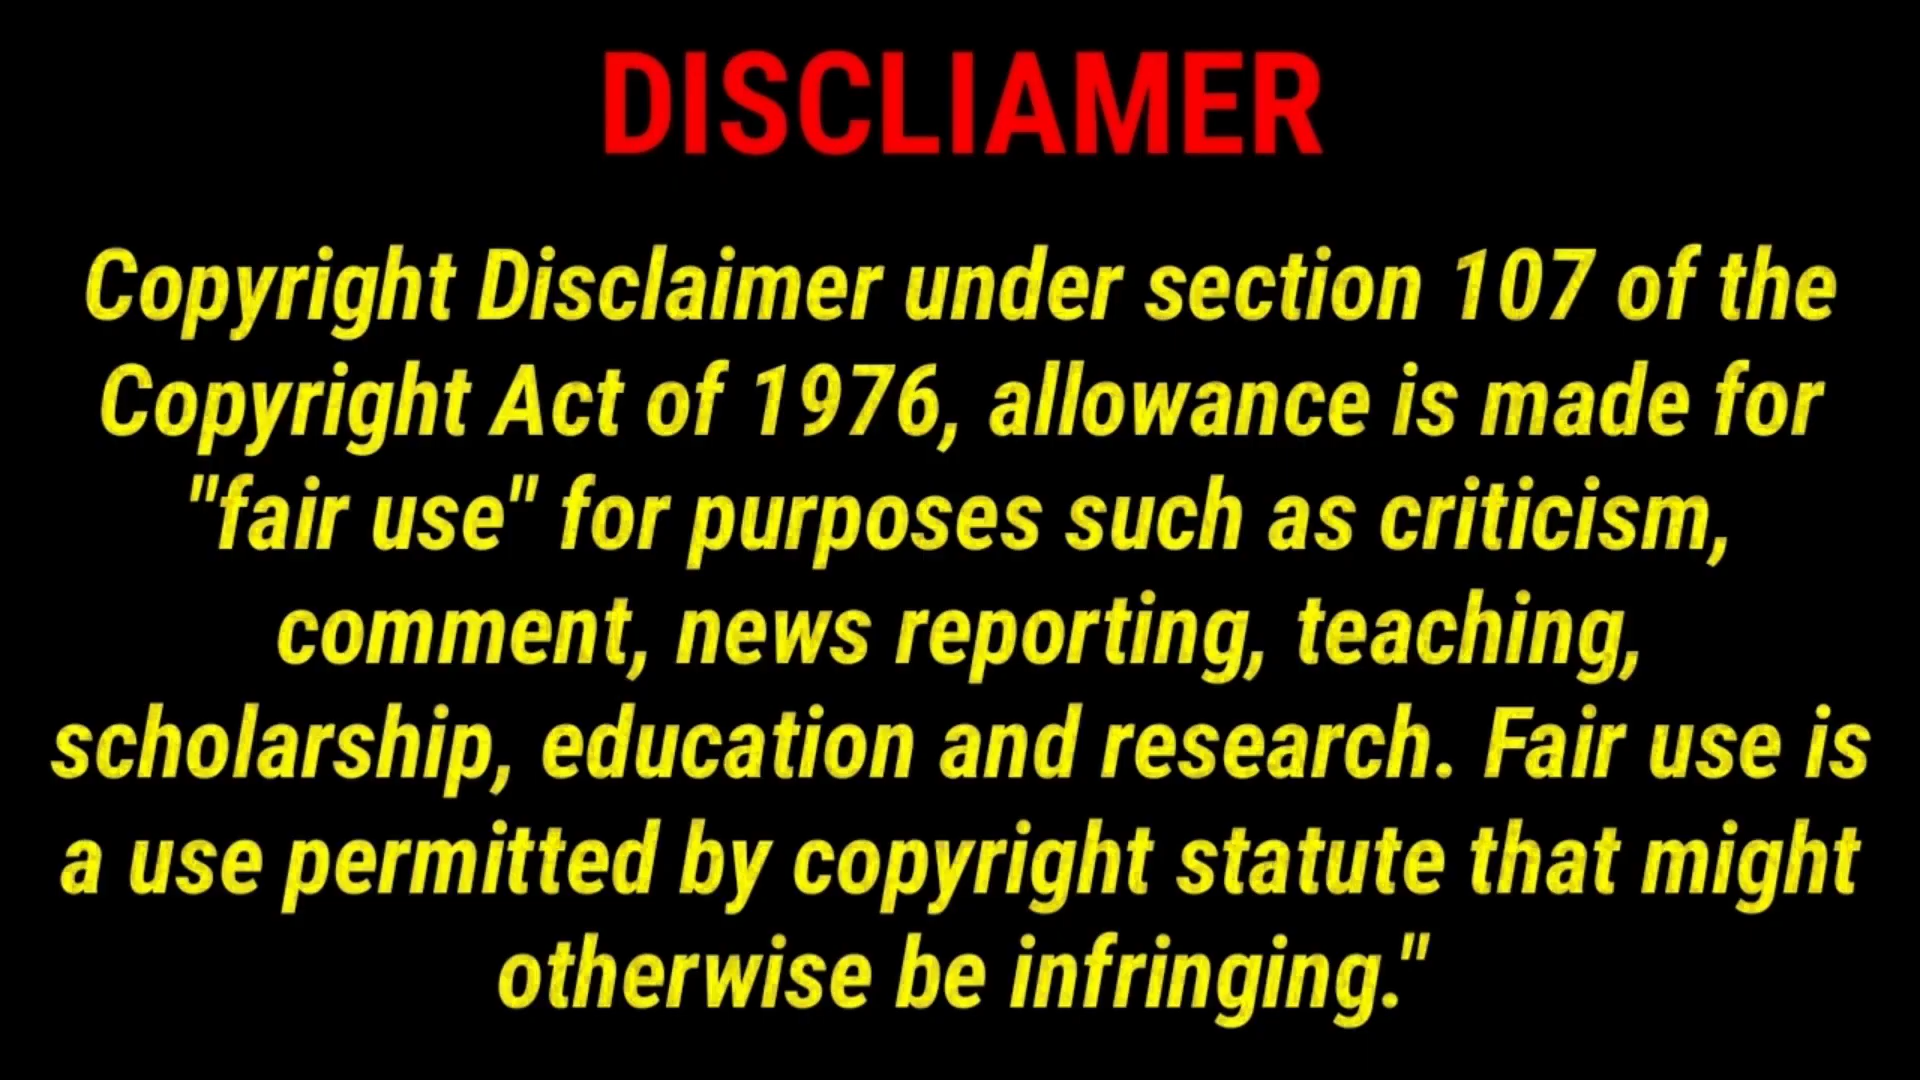 DISCLIAMER
Copyright Disclaimer under section 107 of the
Copyright Act of 1976, allowance is made for
"fair use" for purposes such as criticism,
comment, news reporting, teaching,
scholarship, education and research. Fair use is
a use permitted by copyright statute that might
otherwise be infringing."